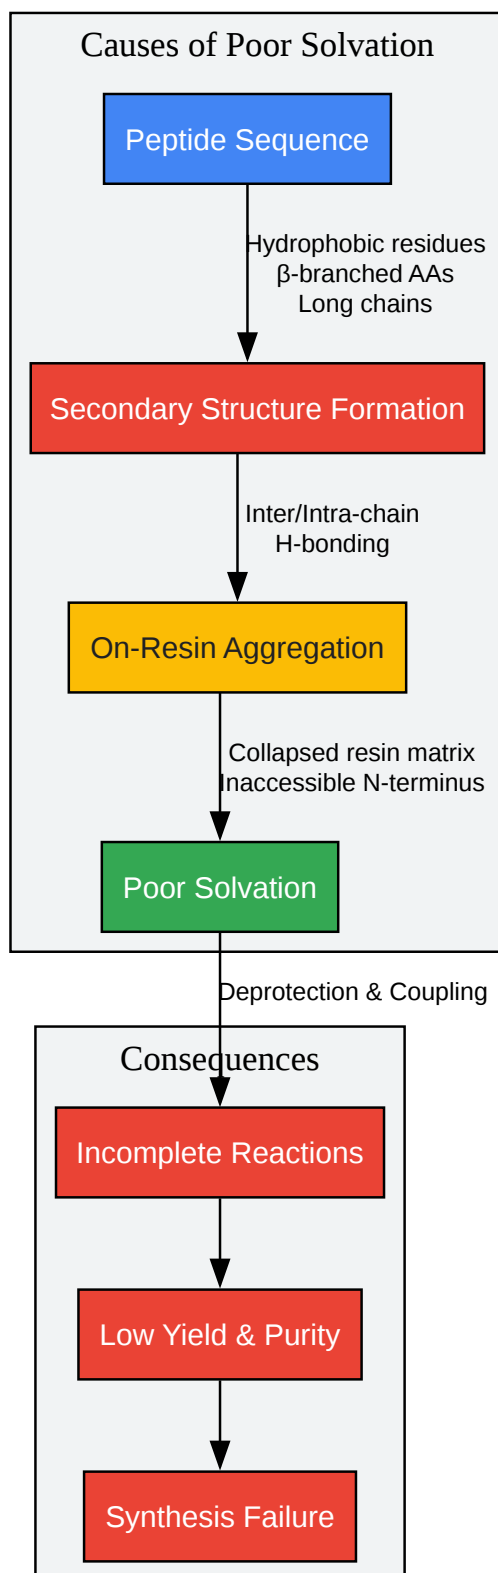 Causes of Poor Solvation
Peptide Sequence
Hydrophobic residues
β-branched AAs
Long chains
Secondary Structure Formation
Inter/Intra-chain
H-bonding
On-Resin Aggregation
Collapsed resin matrix
Inaccessible N-terminus
Poor Solvation
Deprotection & Coupling
Consequences
Incomplete Reactions
Low Yield & Purity
Synthesis Failure